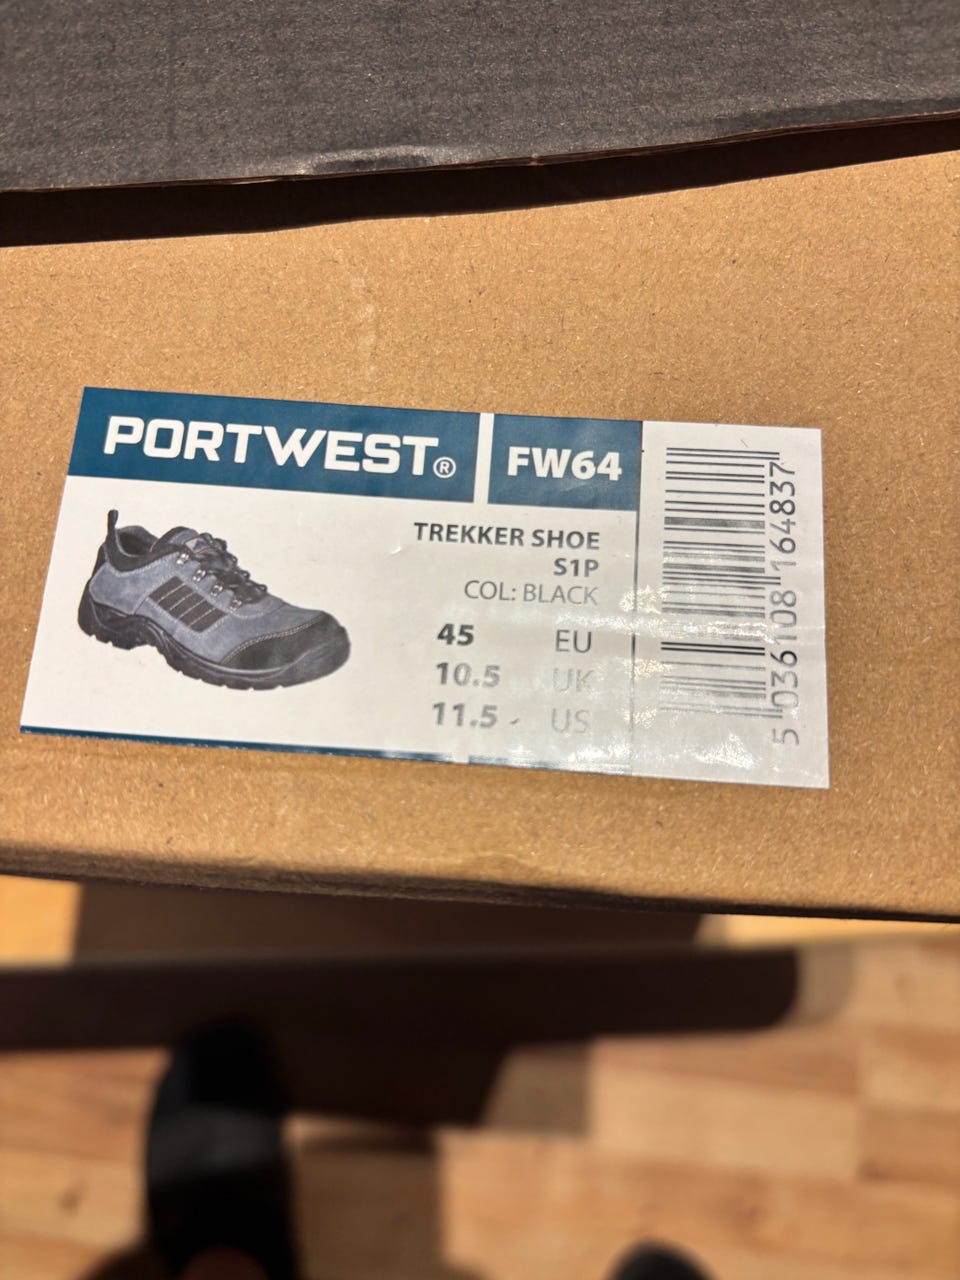 PORTWEST®
FW64
TREKKER SHOE
S1P
COL: BLACK
45 EU
10.5 UK
11.5 US
5 036108 164837